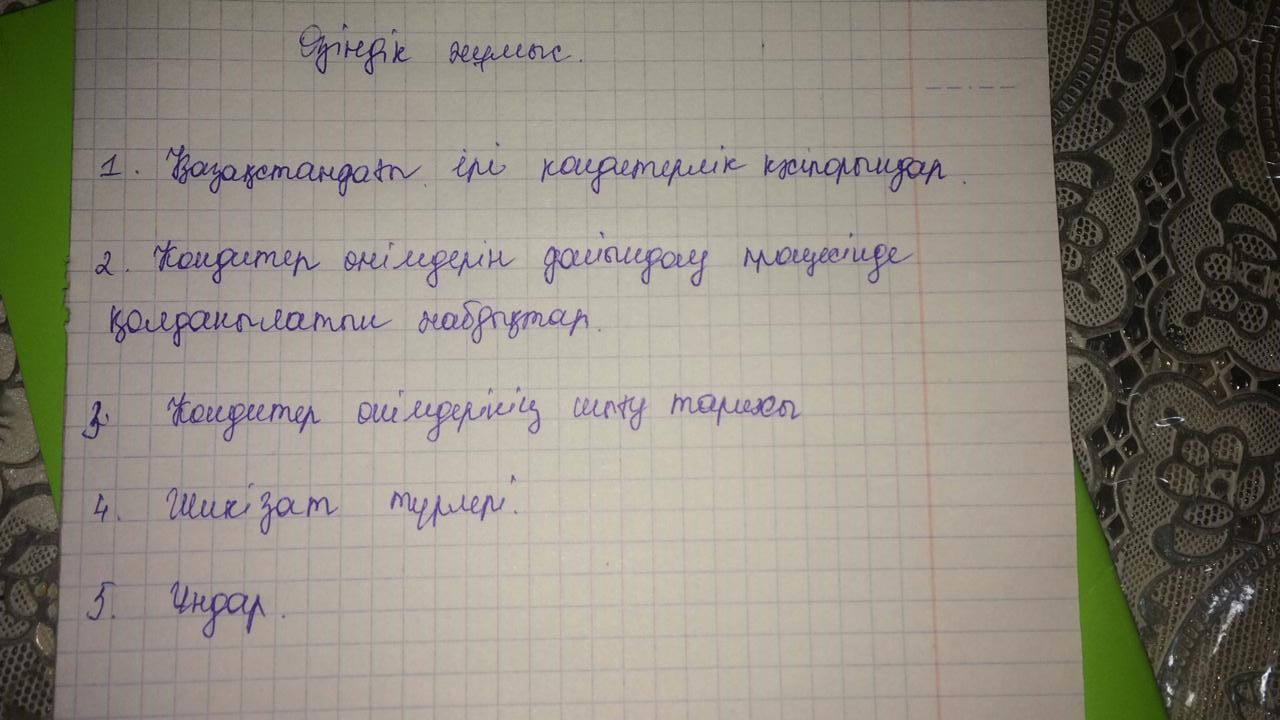 Өзіндік жұмыс.
1. Қазақстандағы ірі кондитерлік кәсіпорындар.
2. Кондитер өнімдерін дайындау процесінде
қолданылатын жабдықтар.
3. Кондитер өнімдерінің шығу тарихы
4. Шикізат түрлері.
5. Ұндар.